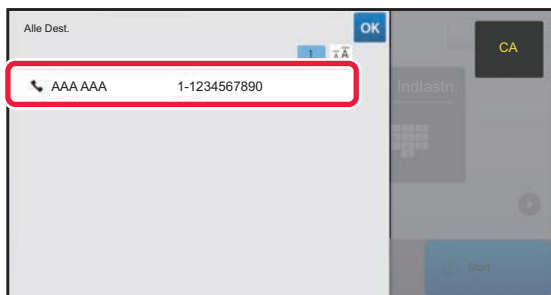 Alle Dest.
OK
CA
1
AAA AAA 1-1234567890
Indtastn.
Start